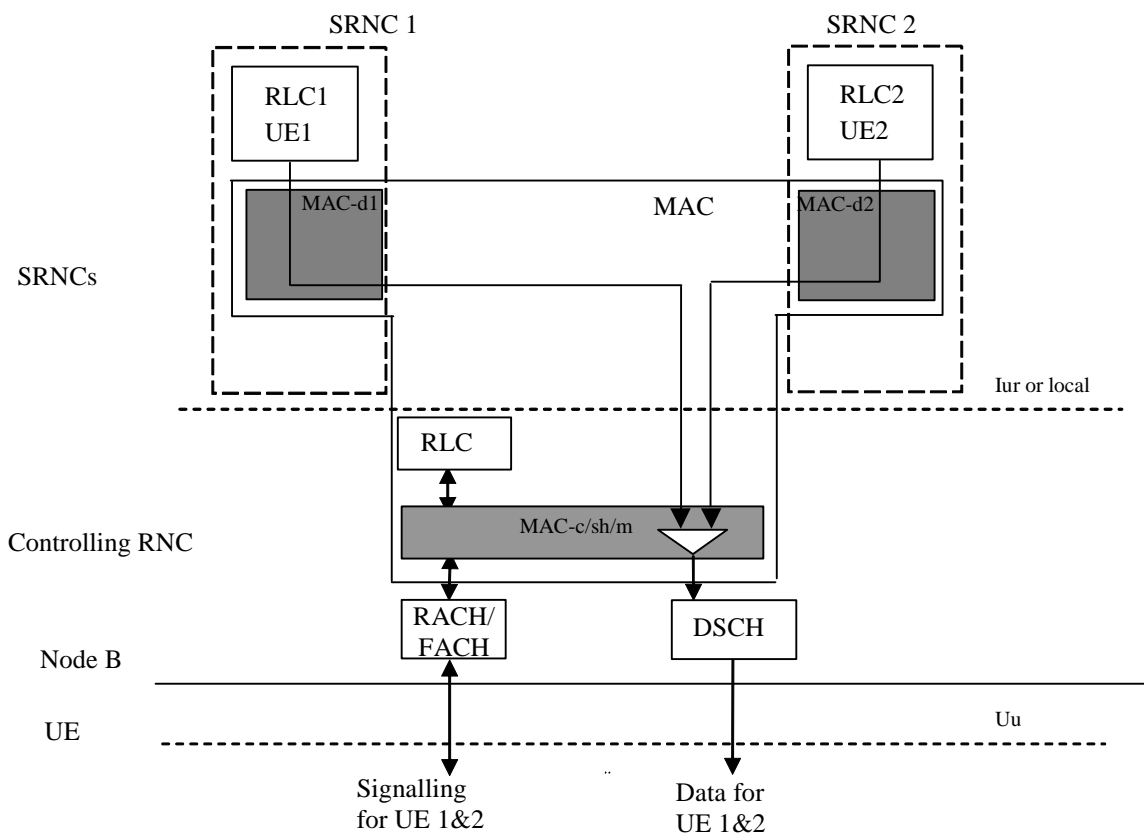 SRNC 1
SRNC 2
RLC1
UE1
RLC2
UE2
MAC-d1
MAC
MAC-d2
SRNCs
Iur or local
RLC
MAC-c/sh/m
Controlling RNC
RACH/
FACH
DSCH
Node B
UE
Uu
Signalling
for UE 1&2
..
Data for
UE 1&2